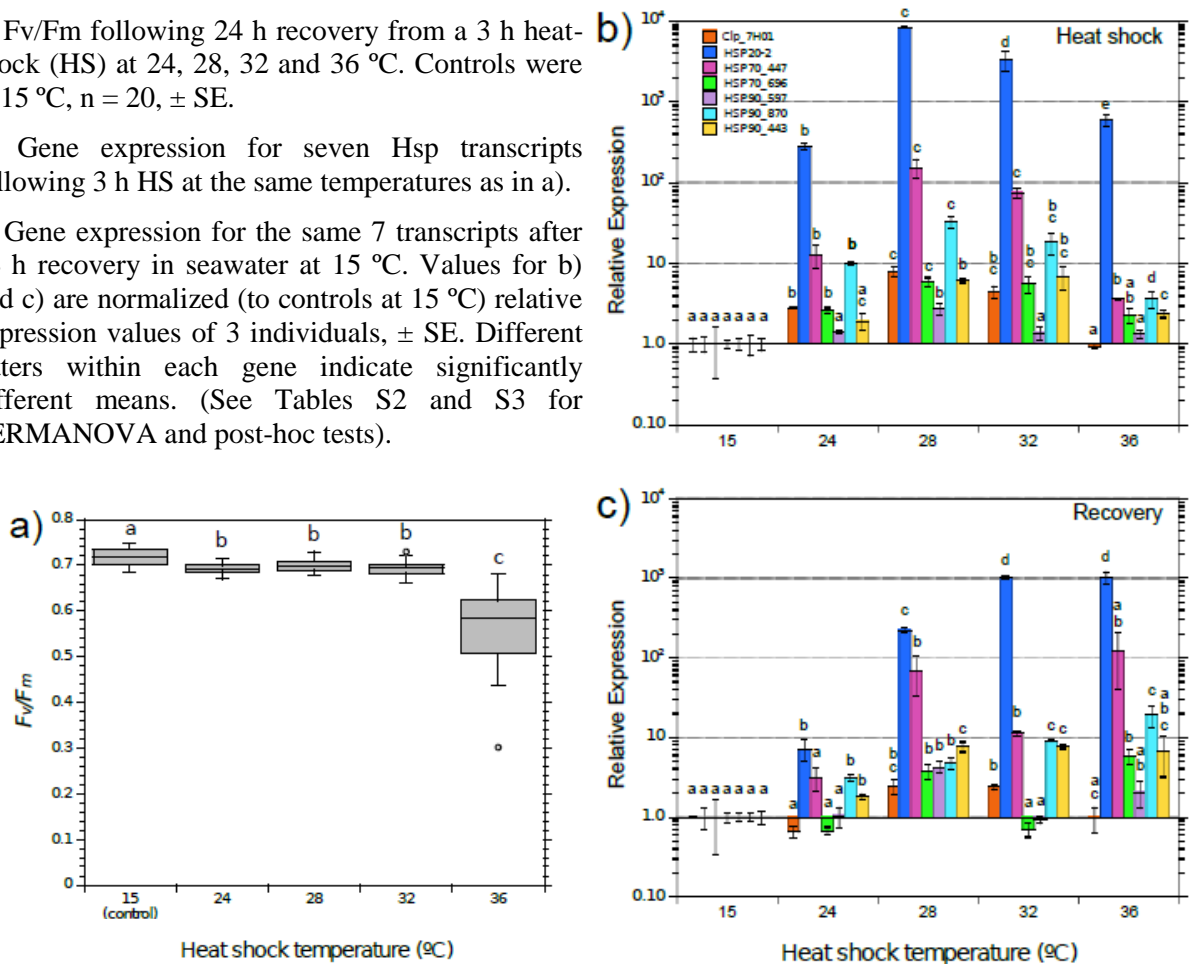 Fv/Fm following 24 h recovery from a 3 h heat-
ock (HS) at 24, 28, 32 and 36 ºC. Controls were
15 ºC, n = 20, ± SE.
Gene expression for seven Hsp transcripts
llowing 3 h HS at the same temperatures as in a).
Gene expression for the same 7 transcripts after
h recovery in seawater at 15 ºC. Values for b)
d c) are normalized (to controls at 15 ºC) relative
pression values of 3 individuals, ± SE. Different
ters within each gene indicate significantly
fferent means. (See Tables S2 and S3 for
ERMANOVA and post-hoc tests).
a)
0.8
0.7
0.6
0.5
0.4
0.3
0.2
0.1
0
Fv/Fm
a
b
b
b
c
15 24 28 32 36
(control)
Heat shock temperature (ºC)
b)
Heat shock
Clp_7H01
HSP20-2
HSP70_447
HSP70_696
HSP90_597
HSP90_870
HSP90_443
10⁴
10³
10²
10
1.0
0.10
Relative Expression
a a a a a a a
b b b b a b a c
c c c c b c b
b c d c b c a b c b c
a e b a b a d c
15 24 28 32 36
c)
Recovery
10⁴
10³
10²
10
1.0
0.10
Relative Expression
a a a a a a a
a b a a a b b
b c c b b b b c
b d b a a c c
a c d a b b a b c a b c
15 24 28 32 36
Heat shock temperature (ºC)